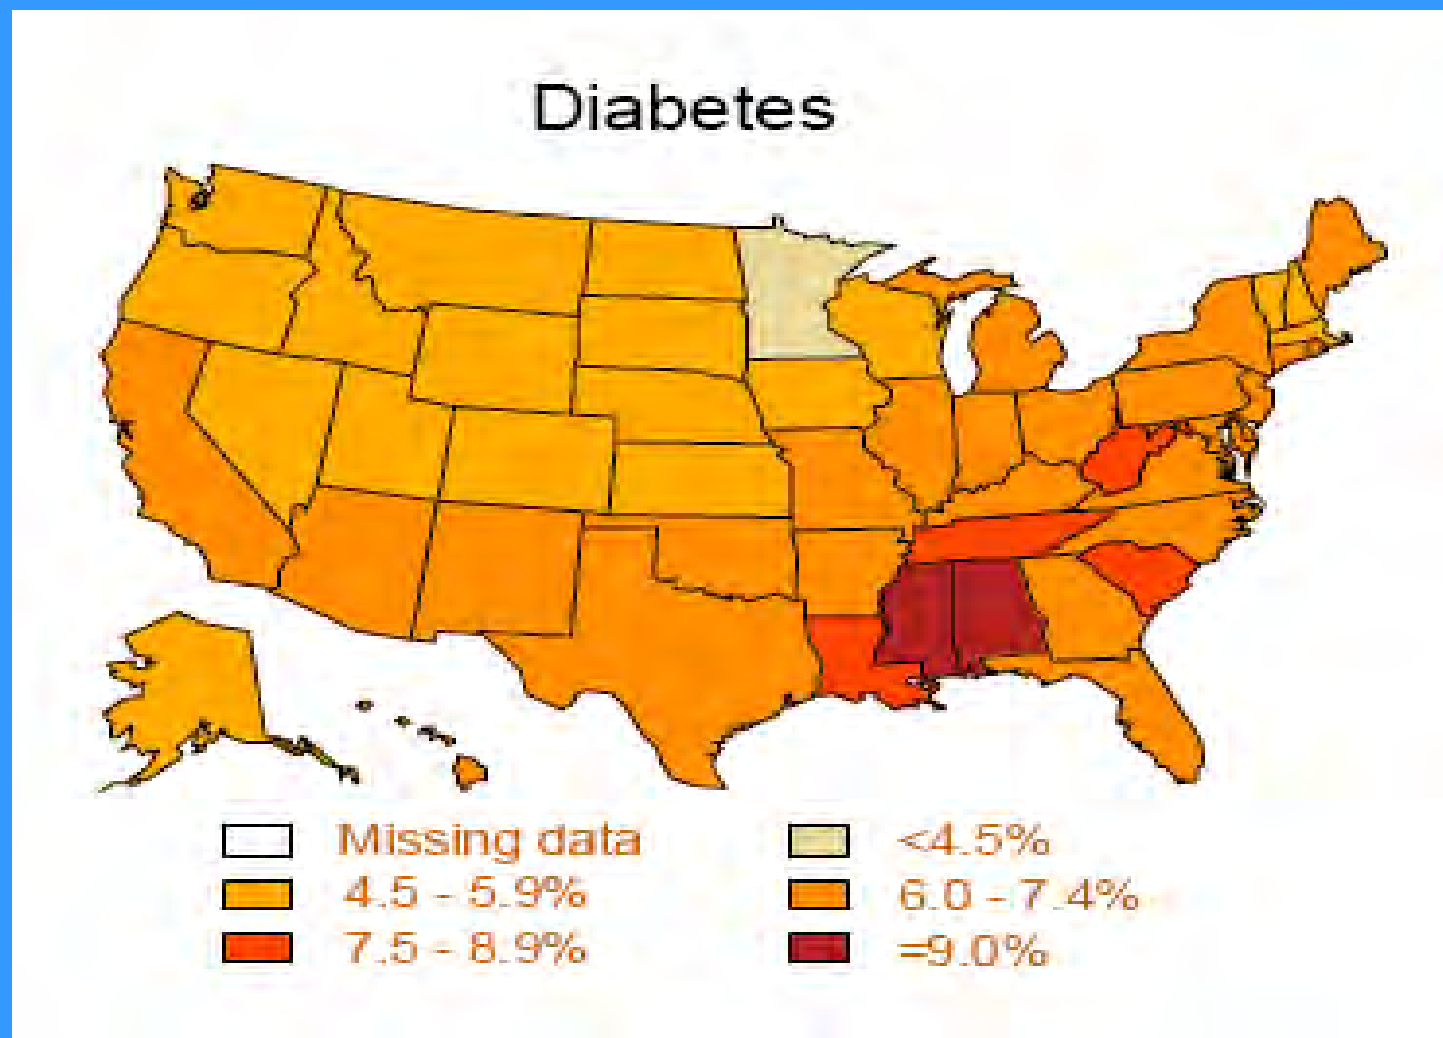 Diabetes
Missing data
<4.5%
4.5 - 5.9%
6.0 - 7.4%
7.5 - 8.9%
=9.0%